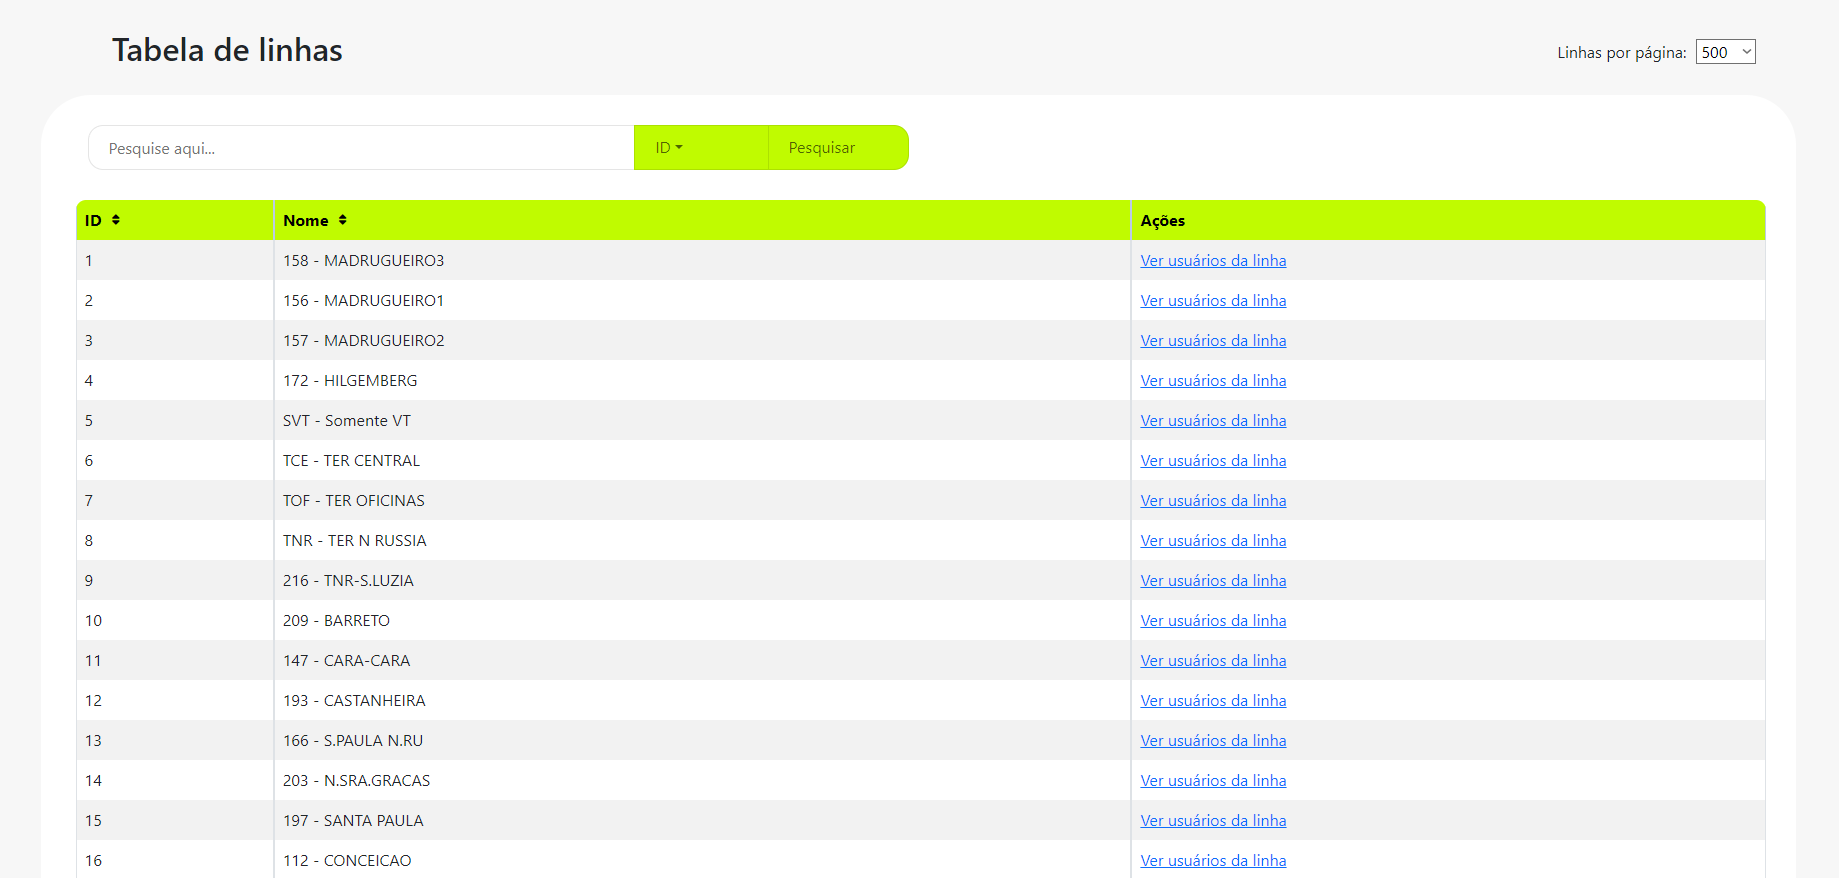 Tabela de linhas
Linhas por página: 500
Pesquise aqui... ID Pesquisar
ID Nome Ações
1 158 - MADRUGUEIRO3 Ver usuários da linha
2 156 - MADRUGUEIRO1 Ver usuários da linha
3 157 - MADRUGUEIRO2 Ver usuários da linha
4 172 - HILGEMBERG Ver usuários da linha
5 SVT - Somente VT Ver usuários da linha
6 TCE - TER CENTRAL Ver usuários da linha
7 TOF - TER OFICINAS Ver usuários da linha
8 TNR - TER N RUSSIA Ver usuários da linha
9 216 - TNR-S.LUZIA Ver usuários da linha
10 209 - BARRETO Ver usuários da linha
11 147 - CARA-CARA Ver usuários da linha
12 193 - CASTANHEIRA Ver usuários da linha
13 166 - S.PAULA N.RU Ver usuários da linha
14 203 - N.SRA.GRACAS Ver usuários da linha
15 197 - SANTA PAULA Ver usuários da linha
16 112 - CONCEICAO Ver usuários da linha